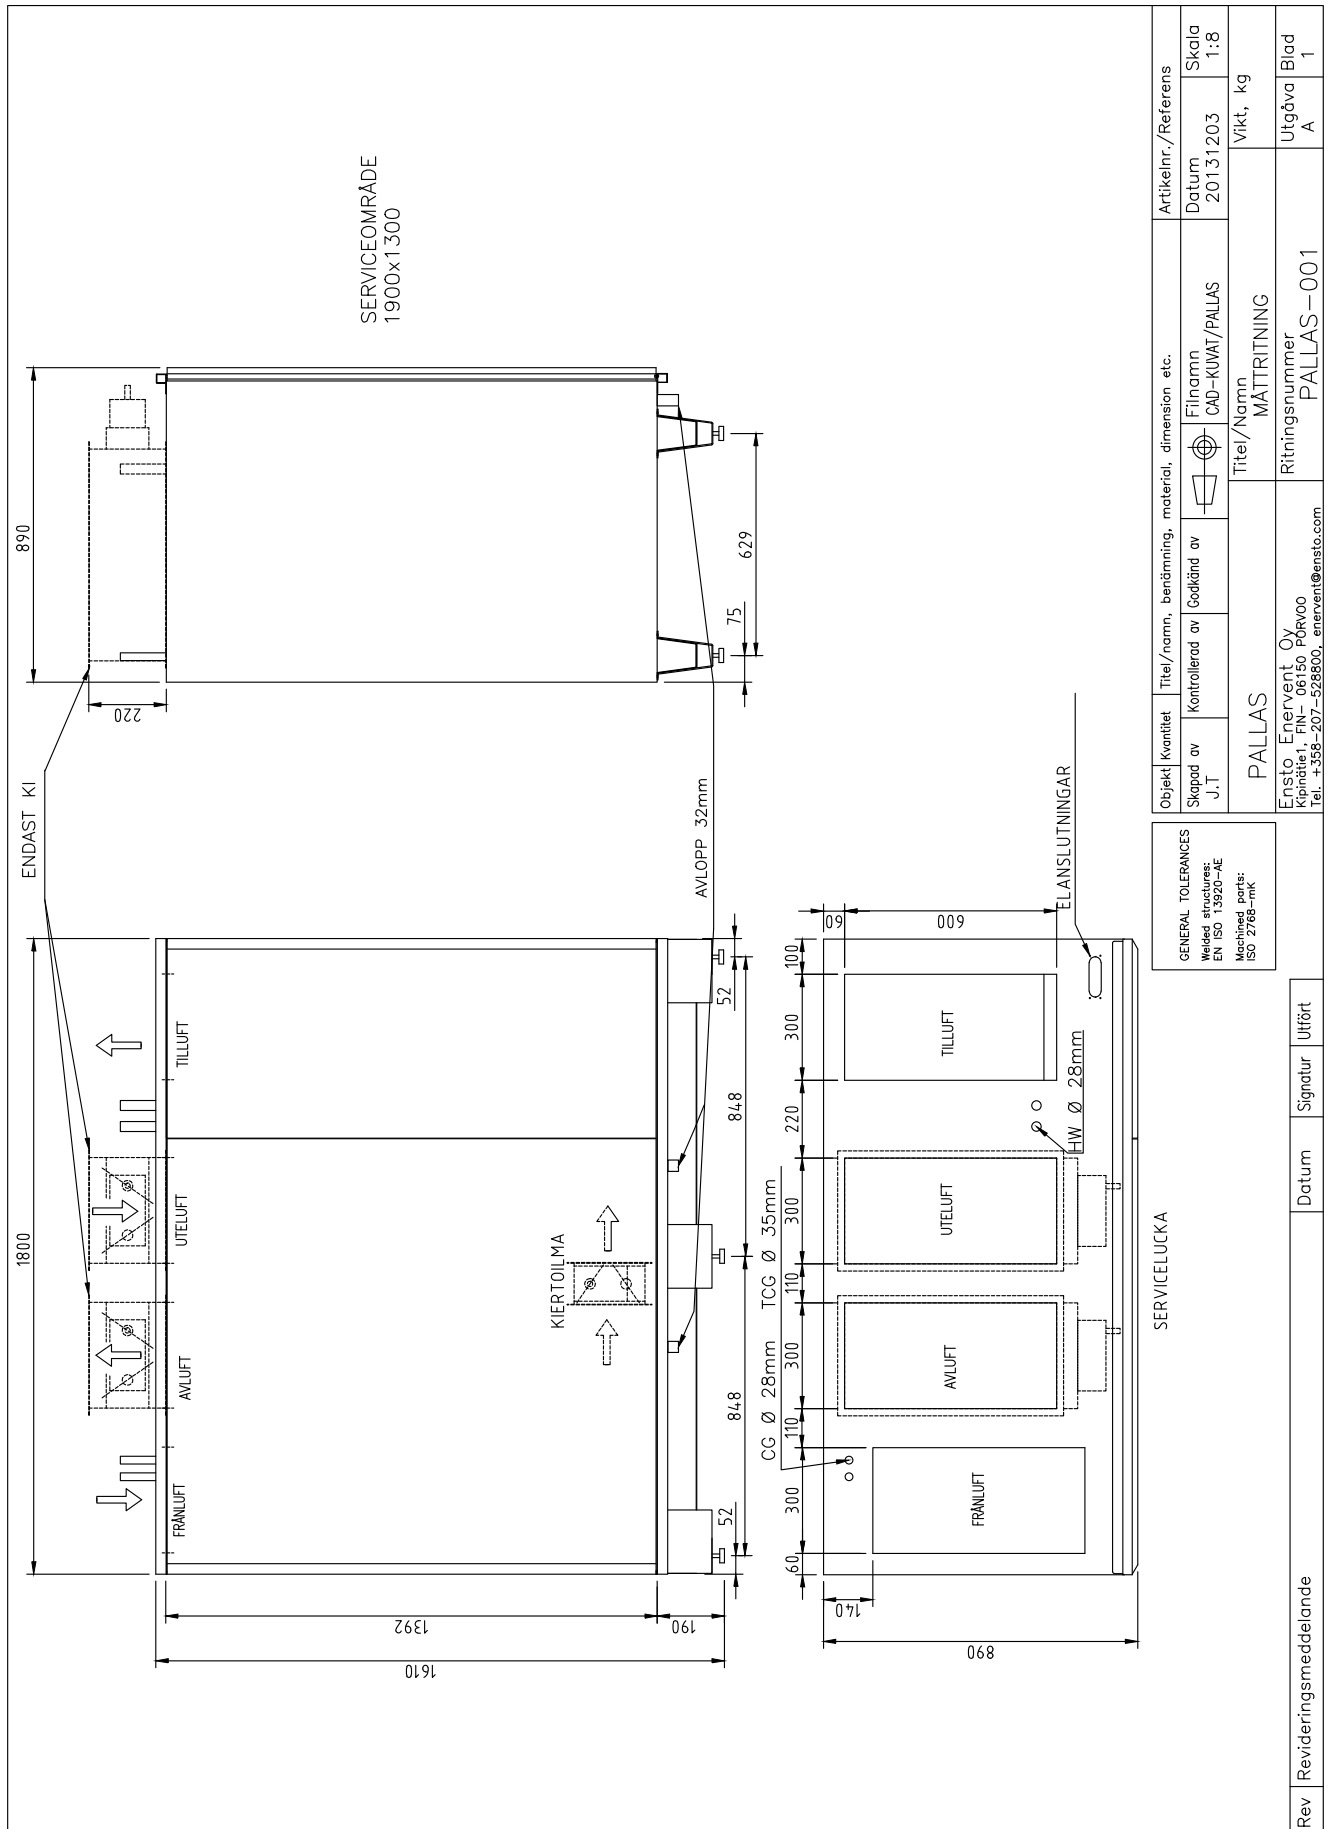 ENDAST KI
890
220
SERVICEOMRÅDE
1900x1300
75
629
1800
FRÅNLUFT
AVLUFT
UTELUFT
TILLUFT
KIERTOILMA
1392
190
1610
52
848
848
52
AVLOPP 32mm
CG Ø 28mm
TCG Ø 35mm
60
300
110
300
110
300
220
300
100
60
600
140
890
FRÅNLUFT
AVLUFT
UTELUFT
TILLUFT
HW Ø 28mm
ELANSLUTNINGAR
SERVICELUCKA
GENERAL TOLERANCES
Welded structures:
EN ISO 13920-AE
Machined parts:
ISO 2768-mK
Objekt Kvantitet Titel/namn, benämning, material, dimension etc. Artikelnr./Referens
Skapad av Kontrollerad av Godkänd av Filnamn Datum Skala
J.T CAD-KUVAT/PALLAS 20131203 1:8
PALLAS
Titel/Namn
MÅTTRITNING
Vikt, kg
Ensto Enervent Oy
Kipinätie1, FIN- 06150 PORVOO
Tel. +358-207-528800, enervent@ensto.com
Ritningsnummer
PALLAS-001
Utgåva
A
Blad
1
Rev Revideringsmeddelande Datum Signatur Utfört